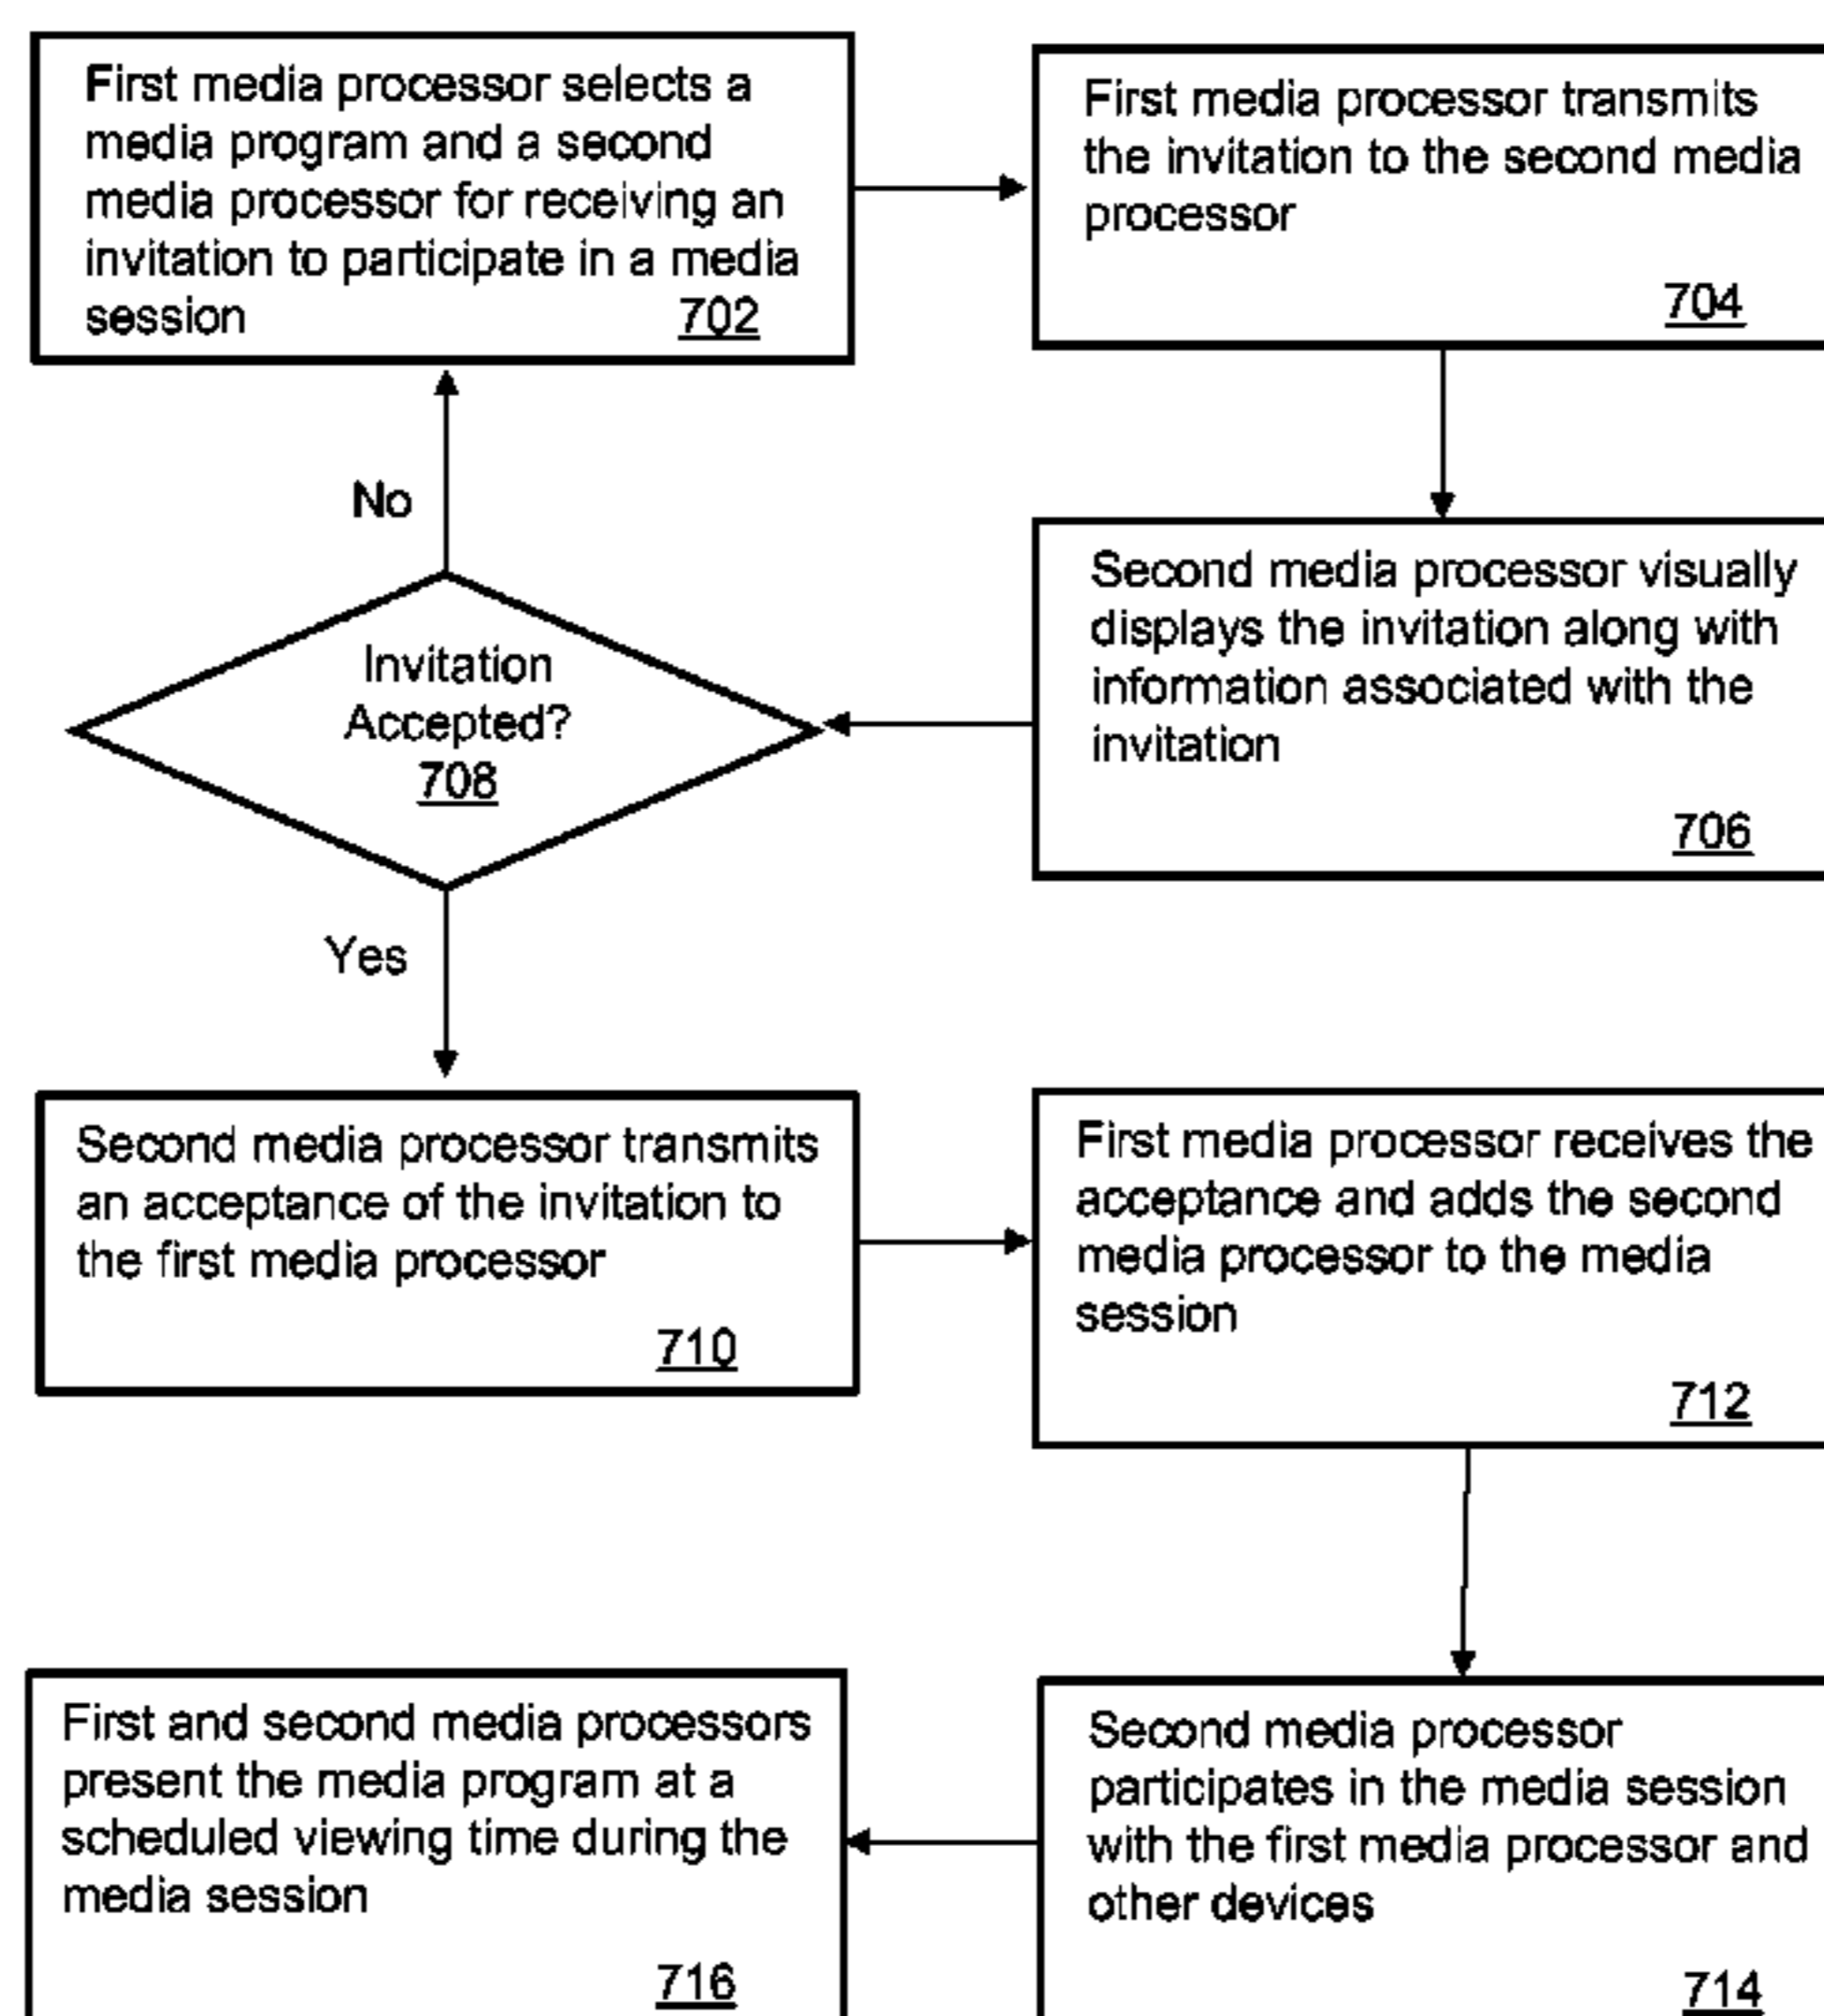 First media processor selects a
media program and a second
media processor for receiving an
invitation to participate in a media
session 702
First media processor transmits
the invitation to the second media
processor
704
Second media processor visually
displays the invitation along with
information associated with the
invitation
706
No
Invitation
Accepted?
708
Yes
Second media processor transmits
an acceptance of the invitation to
the first media processor
710
First media processor receives the
acceptance and adds the second
media processor to the media
session
712
Second media processor
participates in the media session
with the first media processor and
other devices
714
First and second media processors
present the media program at a
scheduled viewing time during the
media session
716